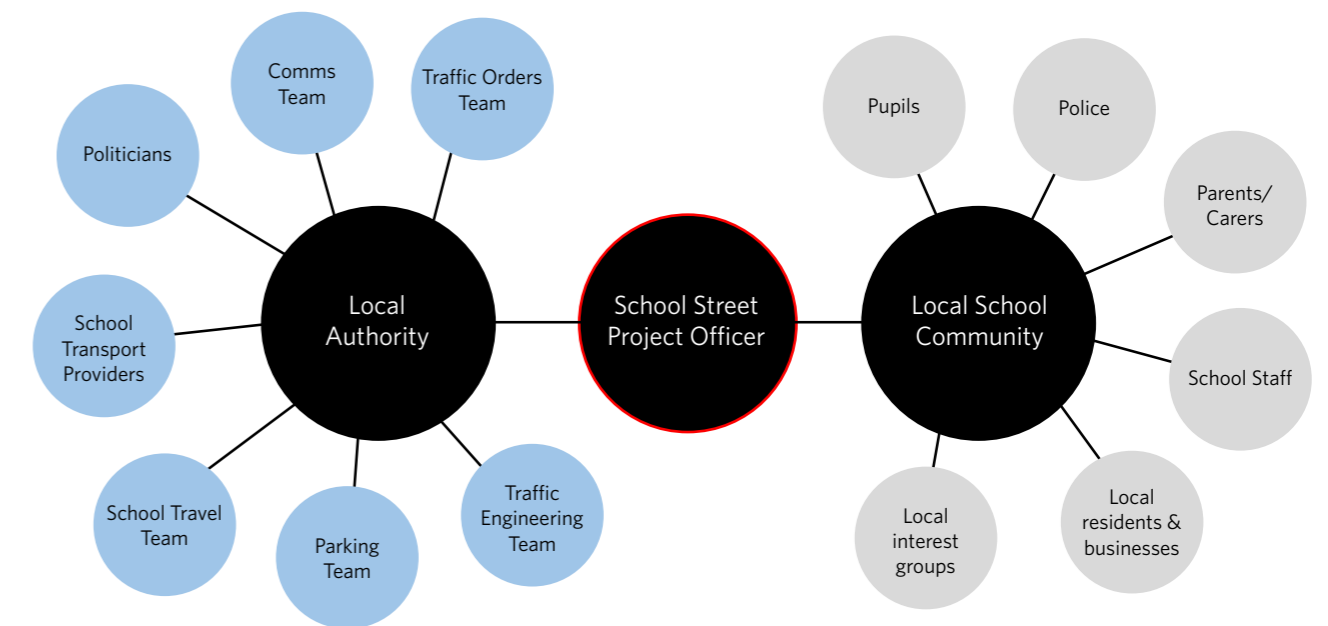 Comms
Team
Traffic Orders
Team
Politicians
School
Transport
Providers
Local
Authority
School Travel
Team
Parking
Team
Traffic
Engineering
Team
School Street
Project Officer
Pupils
Police
Parents/
Carers
Local School
Community
School Staff
Local
interest
groups
Local
residents &
businesses